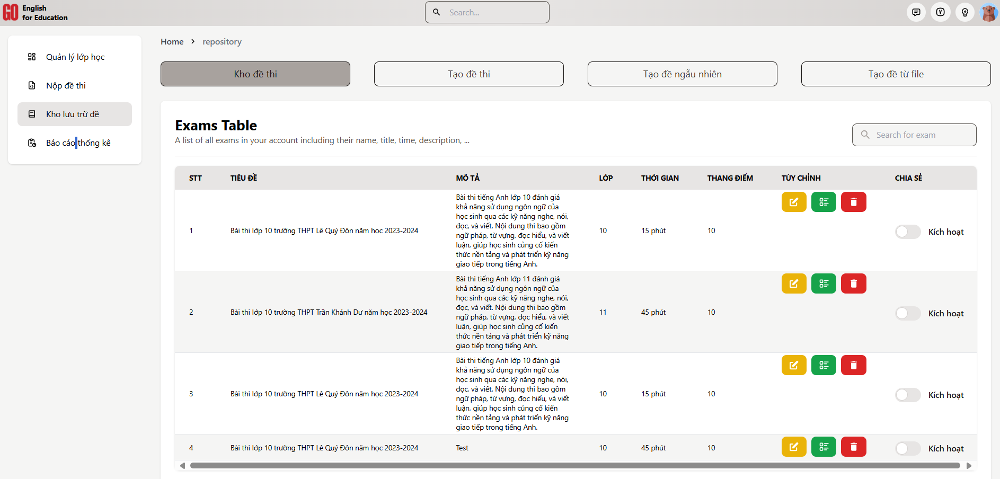 GO English
for Education
Search...
Quản lý lớp học
Nộp đề thi
Kho lưu trữ đề
Báo cáo thống kê
Home > repository
Kho đề thi
Tạo đề thi
Tạo đề ngẫu nhiên
Tạo đề từ file
Exams Table
A list of all exams in your account including their name, title, time, description, ...
Search for exam
STT TIÊU ĐỀ MÔ TẢ LỚP THỜI GIAN THANG ĐIỂM TÙY CHỈNH CHIA SẺ
1 Bài thi lớp 10 trường THPT Lê Quý Đôn năm học 2023-2024
Bài thi tiếng Anh lớp 10 đánh giá
khả năng sử dụng ngôn ngữ của
học sinh qua các kỹ năng nghe, nói,
đọc, và viết. Nội dung thi bao gồm
ngữ pháp, từ vựng, đọc hiểu, và viết
luận, giúp học sinh củng cố kiến
thức nền tảng và phát triển kỹ năng
giao tiếp trong tiếng Anh.
10 15 phút 10 Kích hoạt
2 Bài thi lớp 10 trường THPT Trần Khánh Dư năm học 2023-2024
Bài thi tiếng Anh lớp 11 đánh giá
khả năng sử dụng ngôn ngữ của
học sinh qua các kỹ năng nghe, nói,
đọc, và viết. Nội dung thi bao gồm
ngữ pháp, từ vựng, đọc hiểu, và viết
luận, giúp học sinh củng cố kiến
thức nền tảng và phát triển kỹ năng
giao tiếp trong tiếng Anh.
11 45 phút 10 Kích hoạt
3 Bài thi lớp 10 trường THPT Lê Quý Đôn năm học 2023-2024
Bài thi tiếng Anh lớp 10 đánh giá
khả năng sử dụng ngôn ngữ của
học sinh qua các kỹ năng nghe, nói,
đọc, và viết. Nội dung thi bao gồm
ngữ pháp, từ vựng, đọc hiểu, và viết
luận, giúp học sinh củng cố kiến
thức nền tảng và phát triển kỹ năng
giao tiếp trong tiếng Anh.
10 15 phút 10 Kích hoạt
4 Bài thi lớp 10 trường THPT Lê Quý Đôn năm học 2023-2024 Test 10 45 phút 10 Kích hoạt